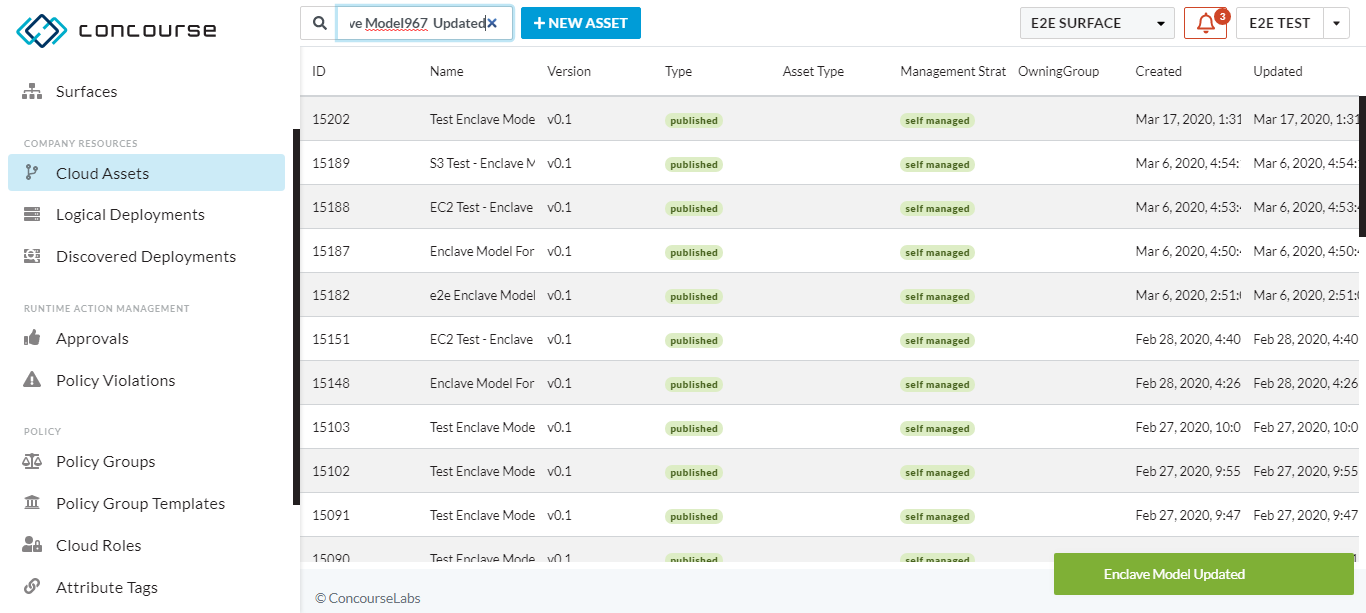 concourse
ve Model967 Updated
NEW ASSET
E2E SURFACE
3
E2E TEST
Surfaces
COMPANY RESOURCES
Cloud Assets
Logical Deployments
Discovered Deployments
RUNTIME ACTION MANAGEMENT
Approvals
Policy Violations
POLICY
Policy Groups
Policy Group Templates
Cloud Roles
Attribute Tags
ID Name Version Type Asset Type Management Strat OwningGroup Created Updated
15202 Test Enclave Mode v0.1 published self managed Mar 17, 2020, 1:31 Mar 17, 2020, 1:31
15189 S3 Test - Enclave M v0.1 published self managed Mar 6, 2020, 4:54: Mar 6, 2020, 4:54:
15188 EC2 Test - Enclave v0.1 published self managed Mar 6, 2020, 4:53: Mar 6, 2020, 4:53:
15187 Enclave Model For v0.1 published self managed Mar 6, 2020, 4:50: Mar 6, 2020, 4:50:
15182 e2e Enclave Model v0.1 published self managed Mar 6, 2020, 2:51: Mar 6, 2020, 2:51:
15151 EC2 Test - Enclave v0.1 published self managed Feb 28, 2020, 4:40 Feb 28, 2020, 4:40
15148 Enclave Model For v0.1 published self managed Feb 28, 2020, 4:26 Feb 28, 2020, 4:26
15103 Test Enclave Mode v0.1 published self managed Feb 27, 2020, 10:0 Feb 27, 2020, 10:0
15102 Test Enclave Mode v0.1 published self managed Feb 27, 2020, 9:55 Feb 27, 2020, 9:55
15091 Test Enclave Mode v0.1 published self managed Feb 27, 2020, 9:47 Feb 27, 2020, 9:47
15090 Test Enclave Mode v0.1 published self managed
Enclave Model Updated
© ConcourseLabs